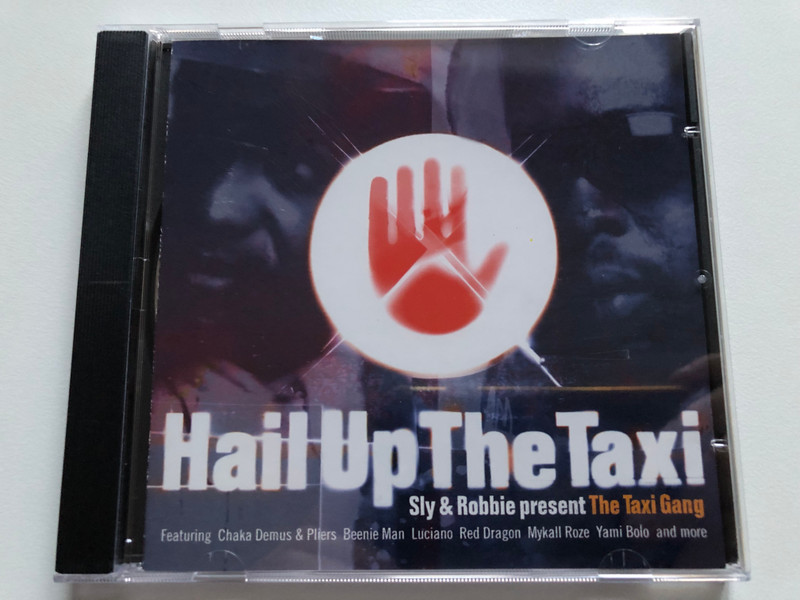 Hail Up The Taxi
Sly & Robbie present The Taxi Gang
Featuring Chaka Demus & Pliers Beenie Man Luciano Red Dragon Mykall Roze Yami Bolo and more